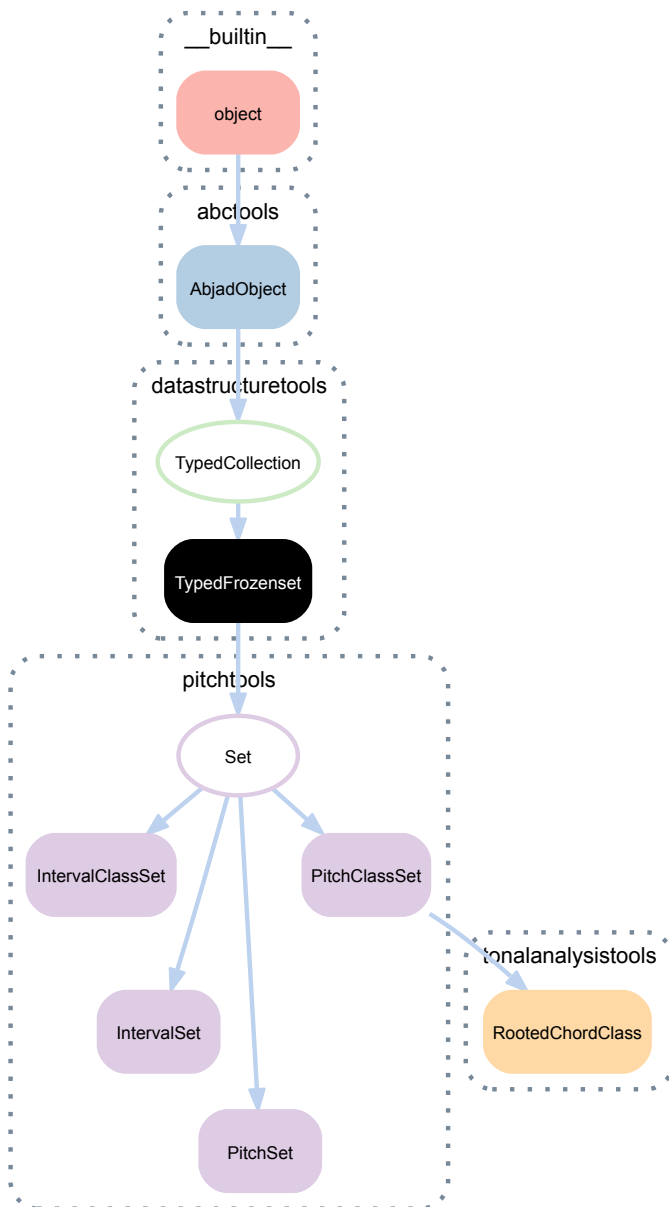 __builtin__
object
abctools
AbjadObject
datastructuretools
TypedCollection
TypedFrozenset
pitchtools
Set
IntervalClassSet
PitchClassSet
tonalanalysistools
IntervalSet
RootedChordClass
PitchSet